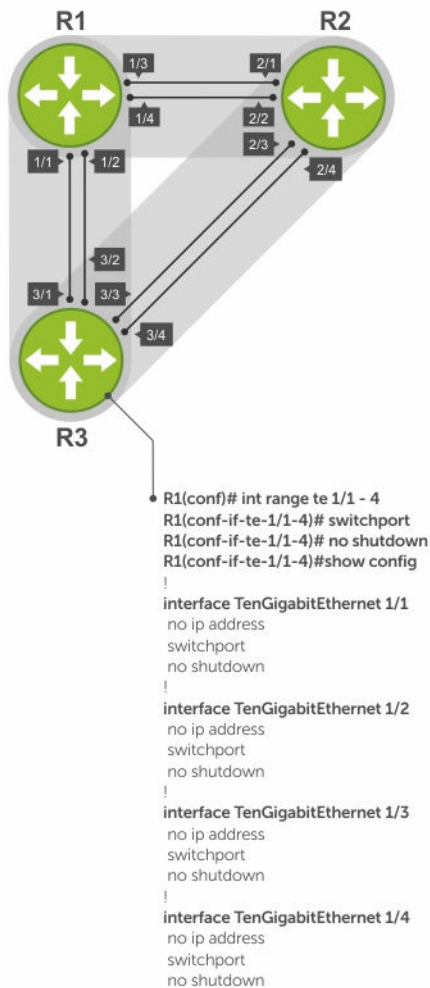 R1
R2
1/3
2/1
1/4
2/2
2/3
1/1
1/2
2/4
3/2
3/1
3/3
3/4
R3
R1(conf)# int range te 1/1 - 4
R1(conf-if-te-1/1-4)# switchport
R1(conf-if-te-1/1-4)# no shutdown
R1(conf-if-te-1/1-4)#show config
!
interface TenGigabitEthernet 1/1
no ip address
switchport
no shutdown
!
interface TenGigabitEthernet 1/2
no ip address
switchport
no shutdown
!
interface TenGigabitEthernet 1/3
no ip address
switchport
no shutdown
!
interface TenGigabitEthernet 1/4
no ip address
switchport
no shutdown